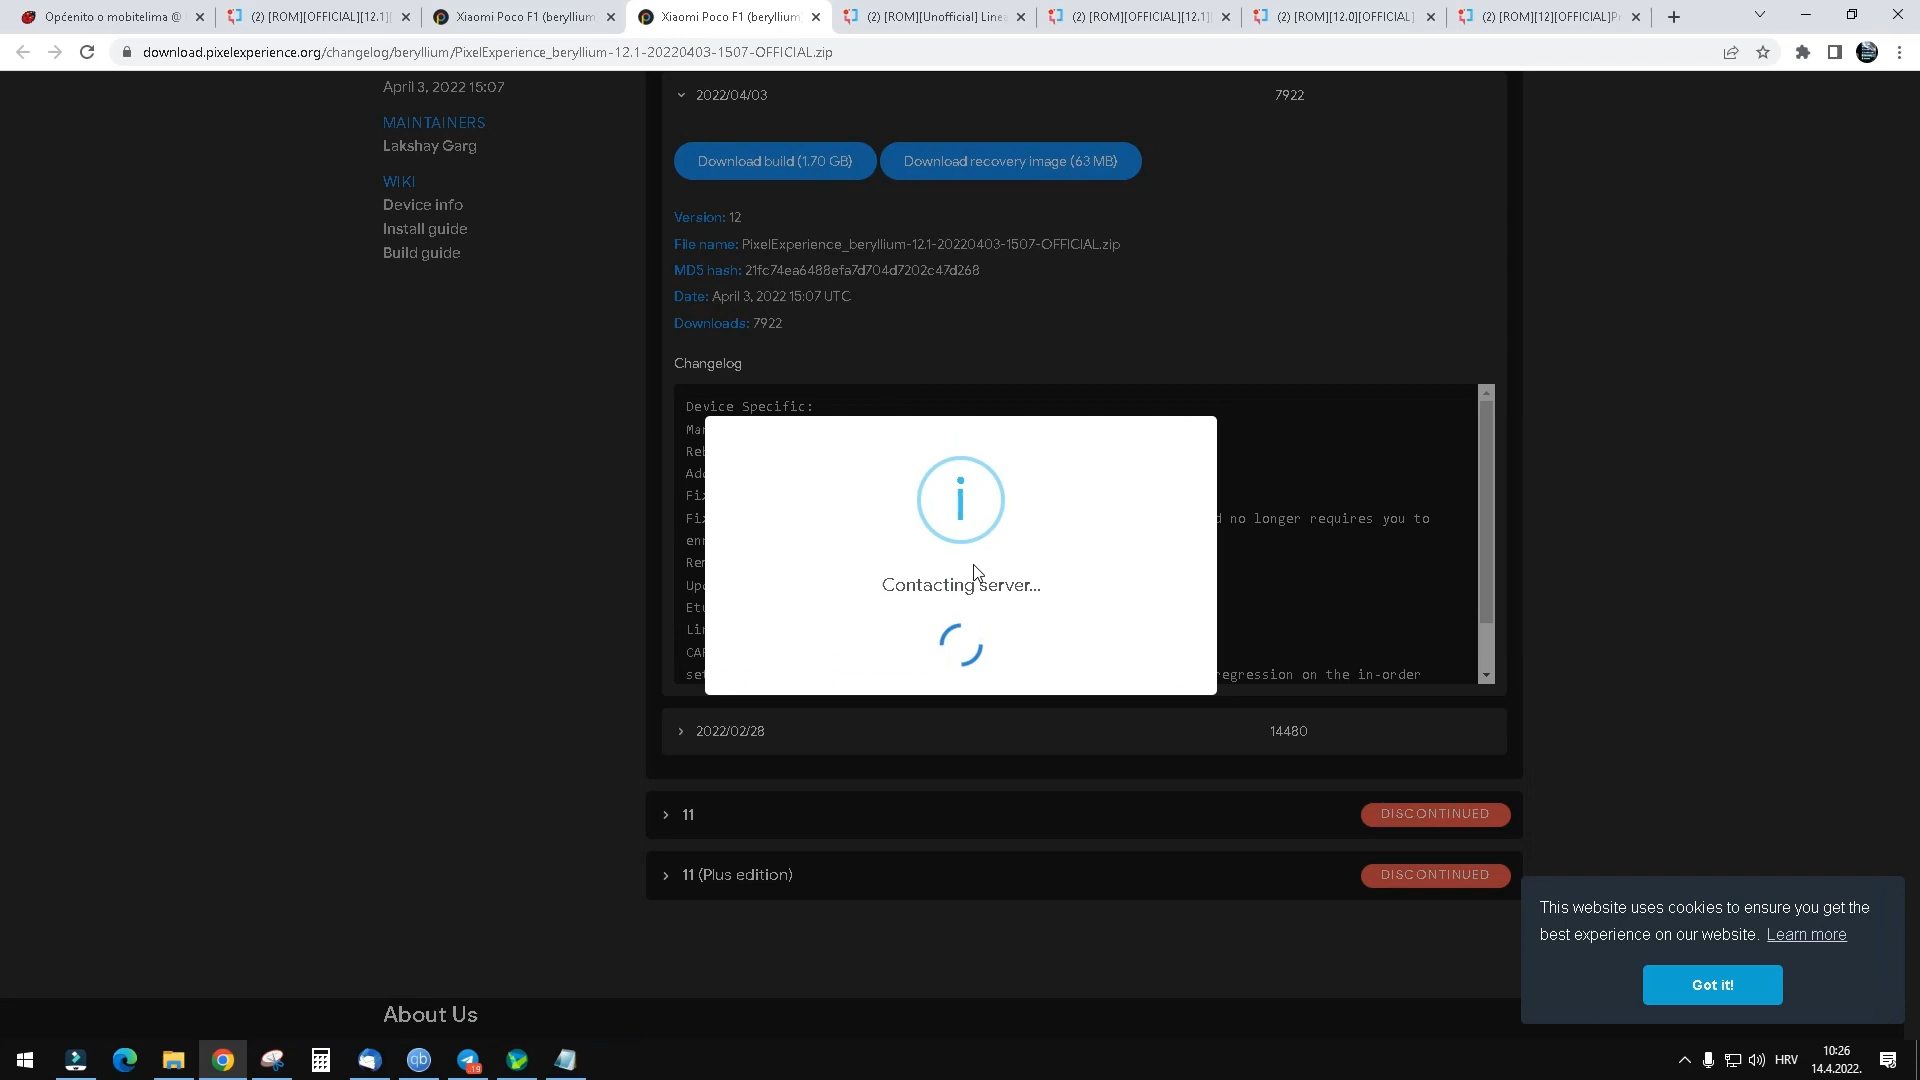 Općenito o mobitelima @
(2) [ROM][OFFICIAL][12.1]
Xiaomi Poco F1 (beryllium
Xiaomi Poco F1 (beryllium
(2) [ROM][Unofficial] Linea
(2) [ROM][OFFICIAL][12.1]
(2) [ROM][12.0][OFFICIAL]
(2) [ROM][12][OFFICIAL]Pr
download.pixelexperience.org/changelog/beryllium/PixelExperience_beryllium-12.1-20220403-1507-OFFICIAL.zip
April 3, 2022 15:07
MAINTAINERS
Lakshay Garg
WIKI
Device info
Install guide
Build guide
2022/04/03
7922
Download build (1.70 GB)
Download recovery image (63 MB)
Version: 12
File name: PixelExperience_beryllium-12.1-20220403-1507-OFFICIAL.zip
MD5 hash: 21fc74ea6488efa7d704d7202c47d268
Date: April 3, 2022 15:07 UTC
Downloads: 7922
Changelog
Device Specific:
no longer requires you to
regression on the in-order
i
Contacting server...
2022/02/28
14480
11
DISCONTINUED
11 (Plus edition)
DISCONTINUED
This website uses cookies to ensure you get the
best experience on our website. Learn more
Got it!
About Us
19
HRV
10:26
14.4.2022.